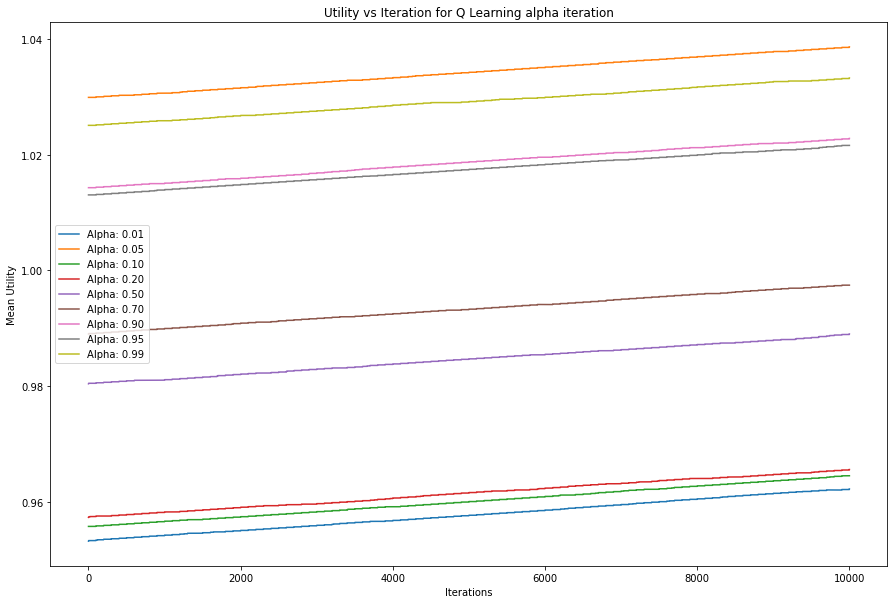 Utility vs Iteration for Q Learning alpha iteration
1.04
1.02
1.00
0.98
0.96
Mean Utility
Alpha: 0.01
Alpha: 0.05
Alpha: 0.10
Alpha: 0.20
Alpha: 0.50
Alpha: 0.70
Alpha: 0.90
Alpha: 0.95
Alpha: 0.99
0 2000 4000 6000 8000 10000
Iterations